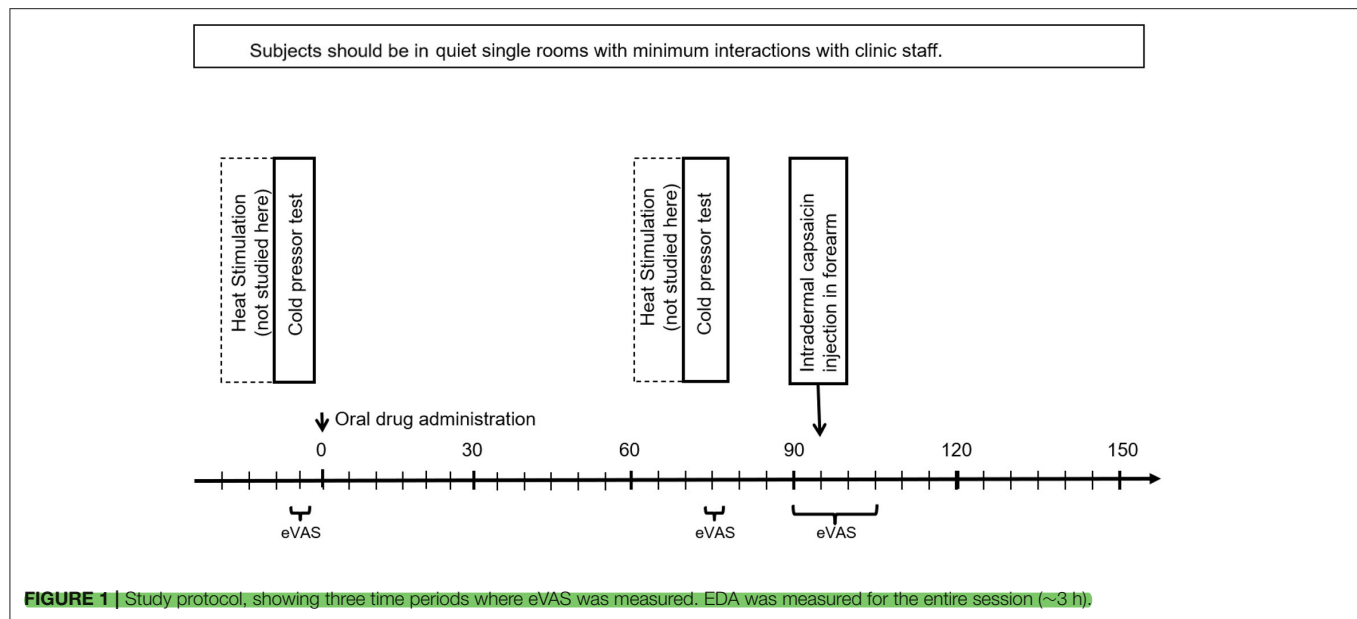 Subjects should be in quiet single rooms with minimum interactions with clinic staff.
Heat Stimulation
(not studied here)
Cold pressor test
Heat Stimulation
(not studied here)
Cold pressor test
Intradermal capsaicin
injection in forearm
Oral drug administration
0 30 60 90 120 150
eVAS eVAS eVAS
FIGURE 1 | Study protocol, showing three time periods where eVAS was measured. EDA was measured for the entire session (~3 h).